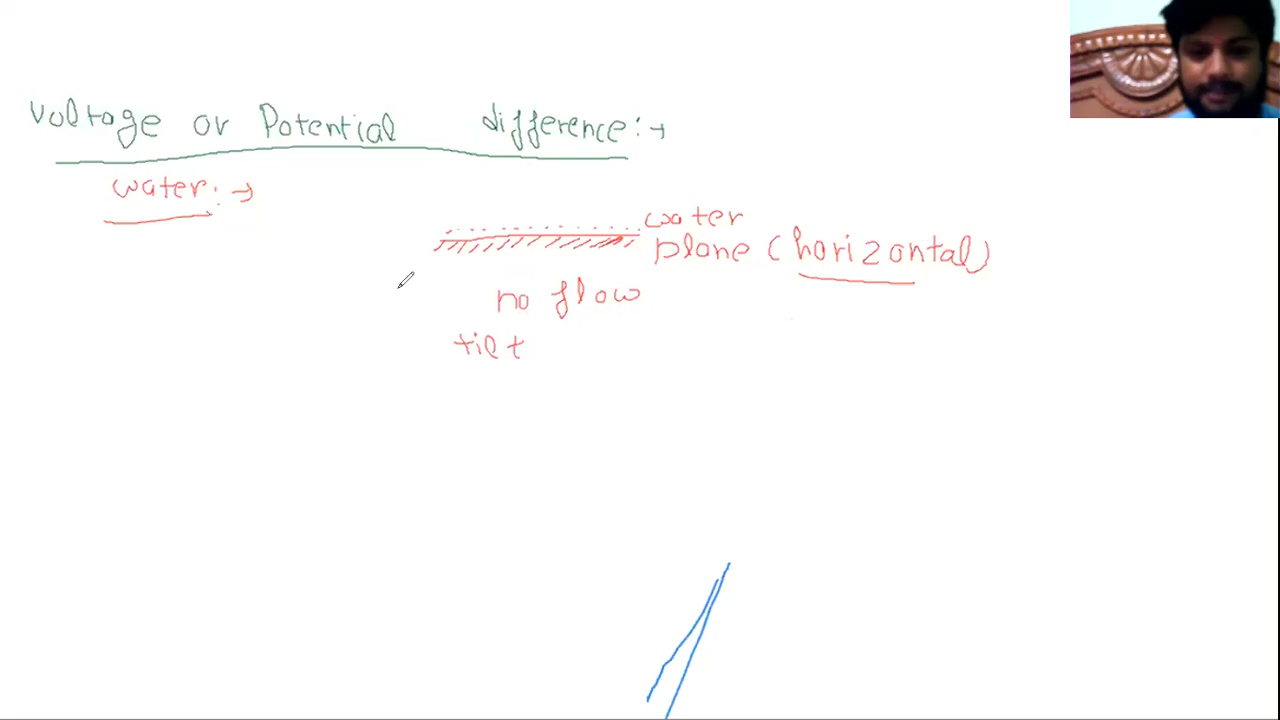 Voltage or Potential difference:→
water:→
water
plane (horizontal)
no flow
tilt